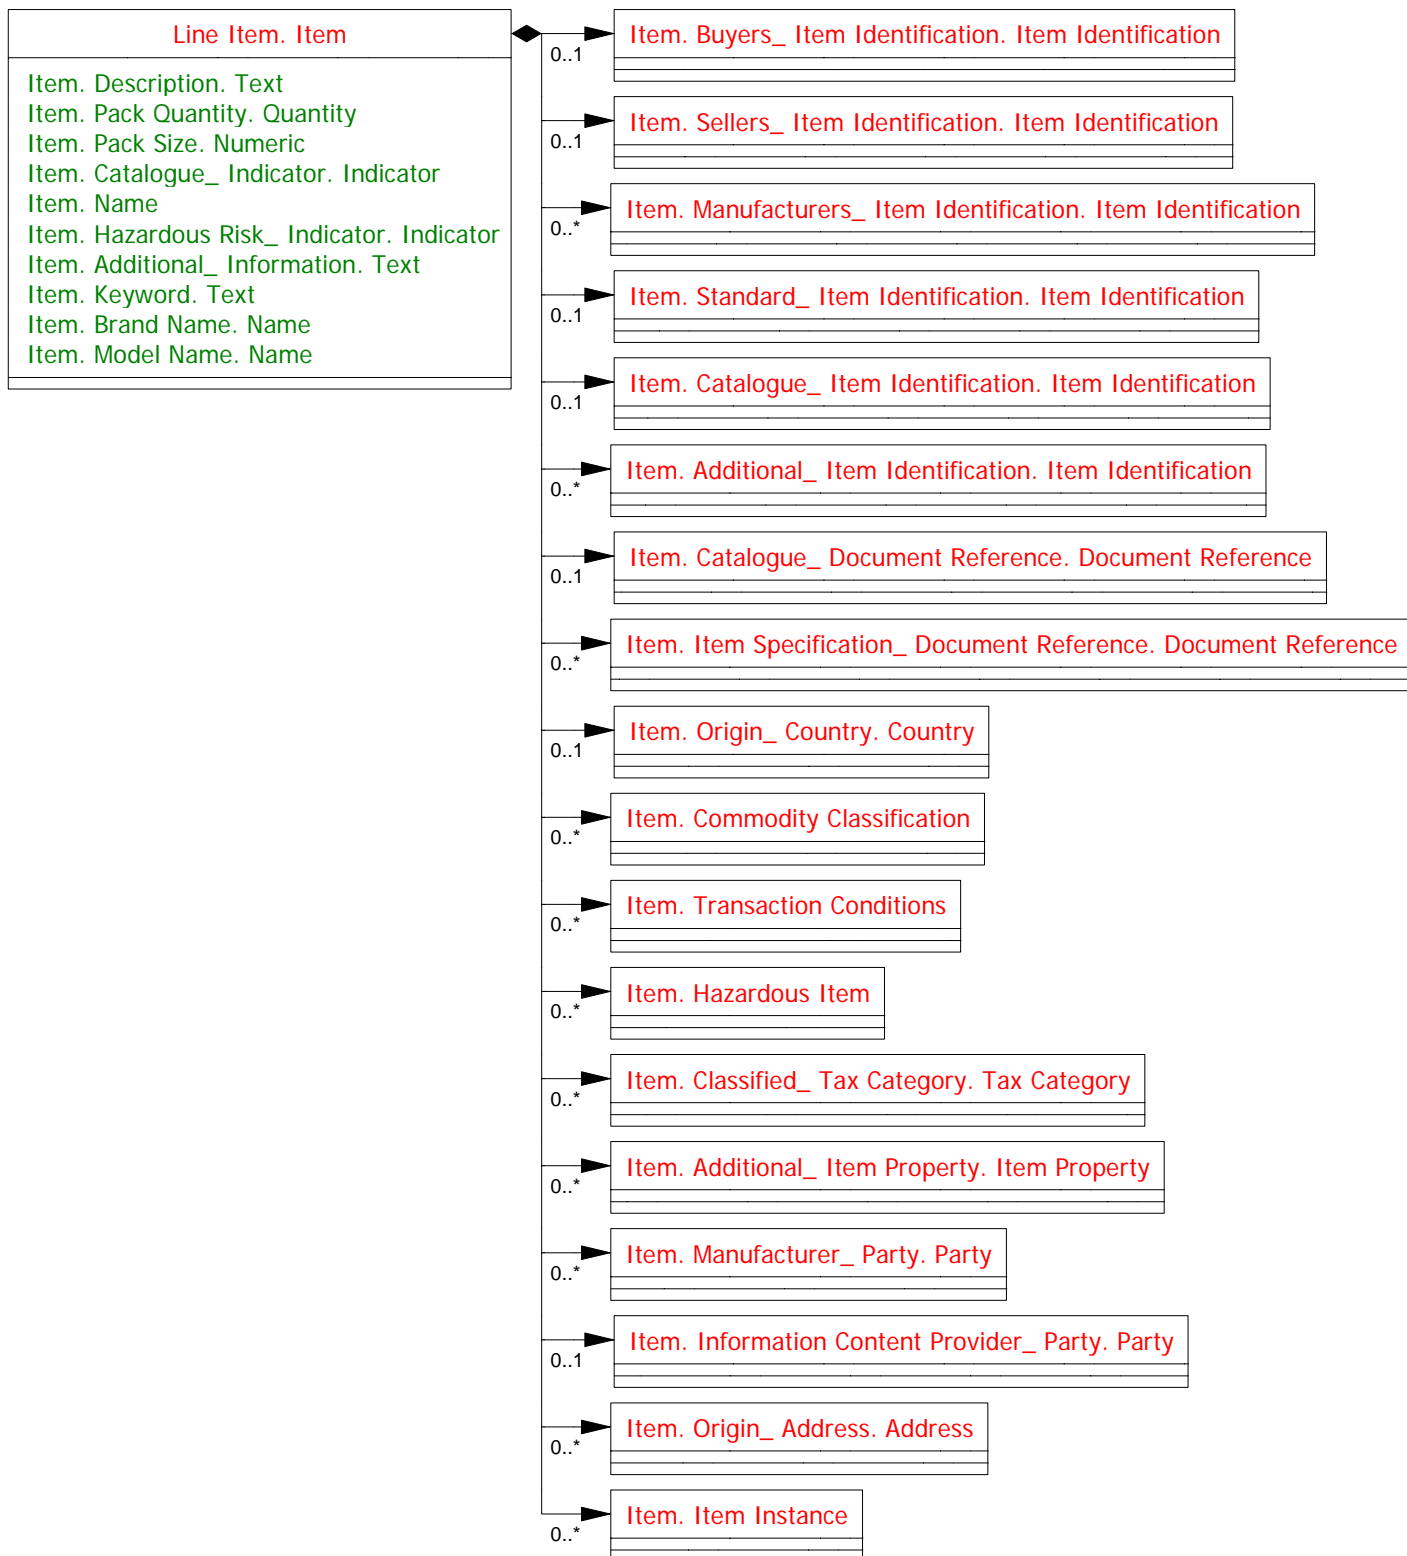 Line Item. Item
Item. Description. Text
Item. Pack Quantity. Quantity
Item. Pack Size. Numeric
Item. Catalogue_ Indicator. Indicator
Item. Name
Item. Hazardous Risk_ Indicator. Indicator
Item. Additional_ Information. Text
Item. Keyword. Text
Item. Brand Name. Name
Item. Model Name. Name
0..1
Item. Buyers_ Item Identification. Item Identification
0..1
Item. Sellers_ Item Identification. Item Identification
0..*
Item. Manufacturers_ Item Identification. Item Identification
0..1
Item. Standard_ Item Identification. Item Identification
0..1
Item. Catalogue_ Item Identification. Item Identification
0..*
Item. Additional_ Item Identification. Item Identification
0..1
Item. Catalogue_ Document Reference. Document Reference
0..*
Item. Item Specification_ Document Reference. Document Reference
0..1
Item. Origin_ Country. Country
0..*
Item. Commodity Classification
0..*
Item. Transaction Conditions
0..*
Item. Hazardous Item
0..*
Item. Classified_ Tax Category. Tax Category
0..*
Item. Additional_ Item Property. Item Property
0..*
Item. Manufacturer_ Party. Party
0..1
Item. Information Content Provider_ Party. Party
0..*
Item. Origin_ Address. Address
0..*
Item. Item Instance